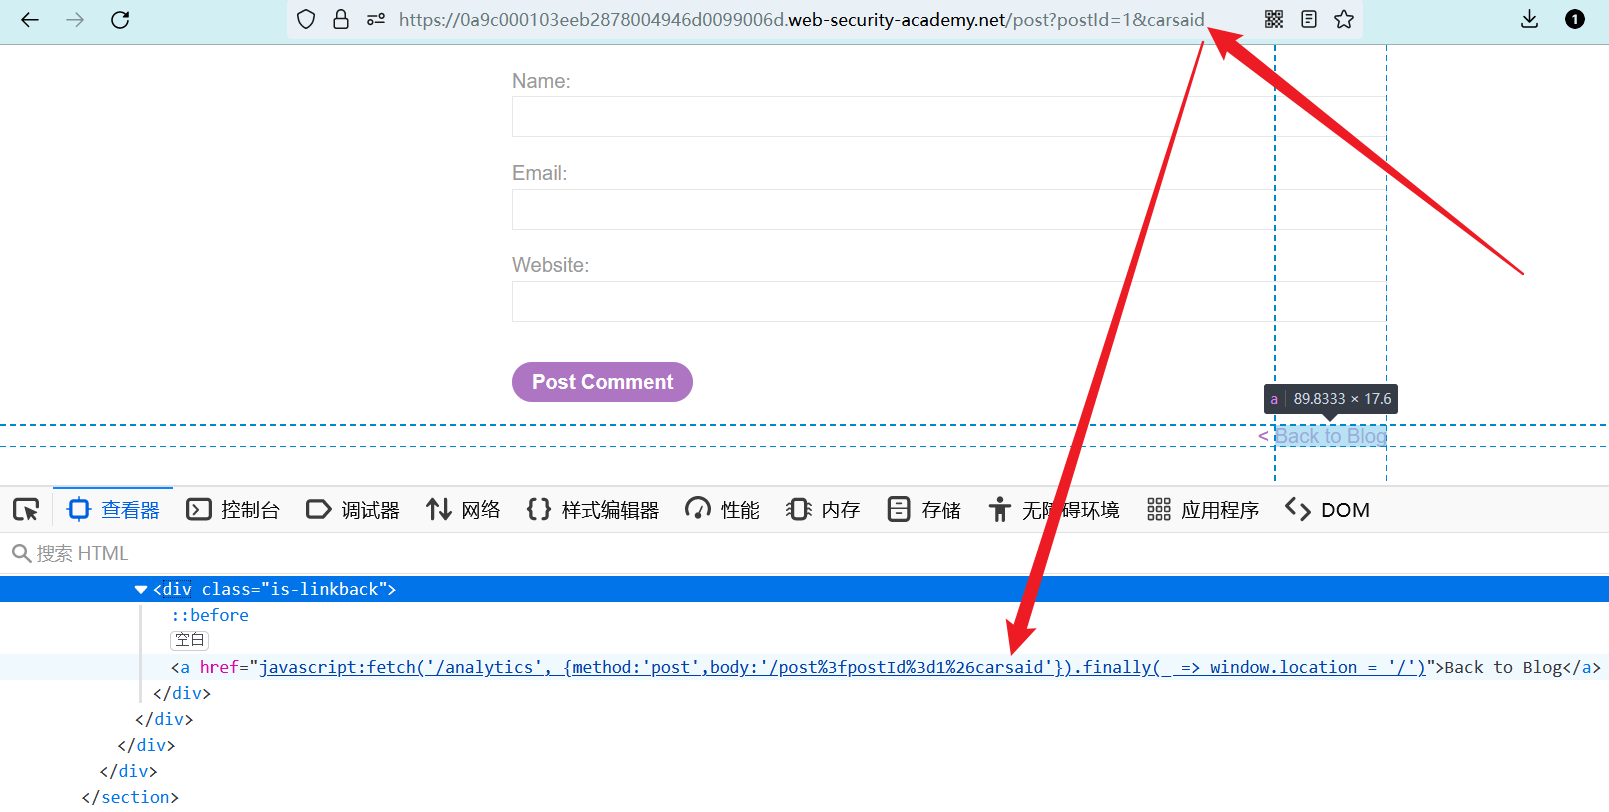 https://0a9c000103eeb2878004946d0099006d.web-security-academy.net/post?postId=1&carsaid
1
Name:
Email:
Website:
Post Comment
a 89.8333 × 17.6
< Back to Blog
查看器 控制台 调试器 网络 样式编辑器 性能 内存 存储 无障碍环境 应用程序 DOM
搜索 HTML
<div class="is-linkback">
::before
空白
<a href="javascript:fetch('/analytics', {method:'post',body:'/post%3fpostId%3d1%26carsaid'}).finally(_ => window.location = '/')">Back to Blog</a>
</div>
</div>
</div>
</div>
</section>